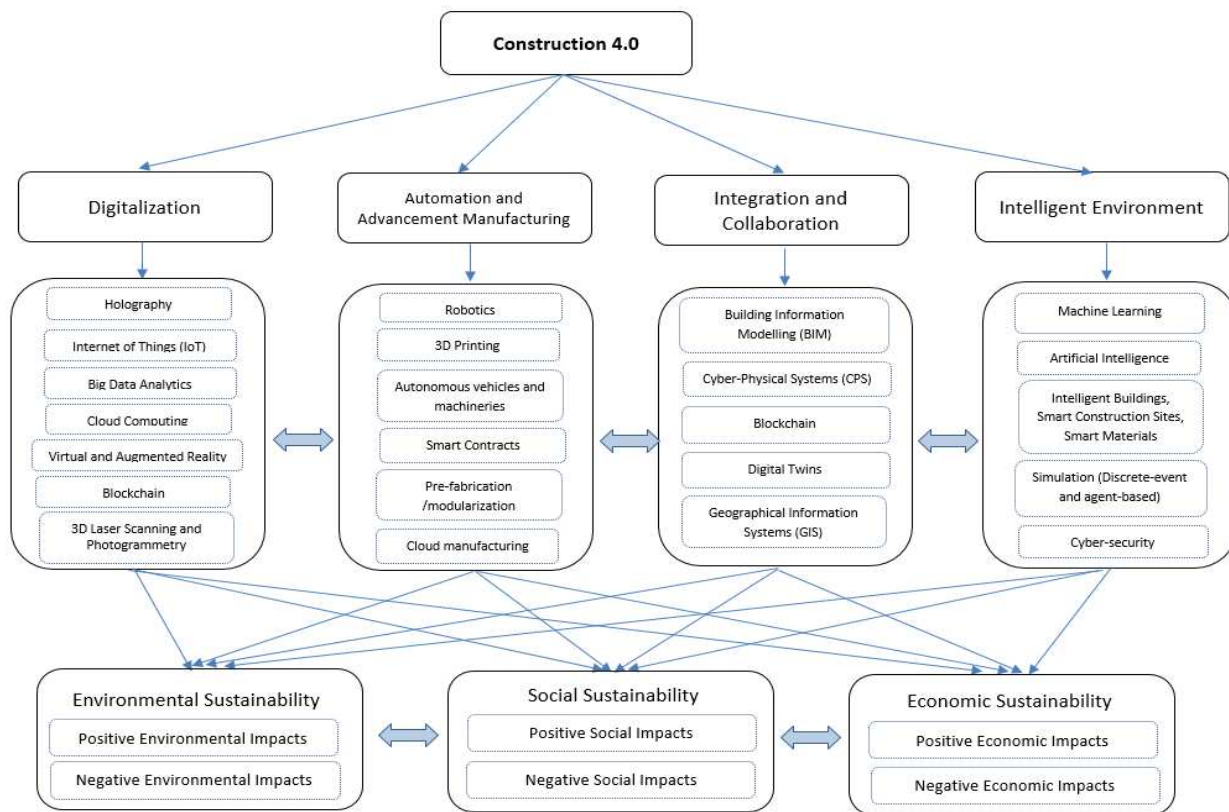 Construction 4.0
Digitalization
Automation and
Advancement Manufacturing
Integration and
Collaboration
Intelligent Environment
Holography
Internet of Things (IoT)
Big Data Analytics
Cloud Computing
Virtual and Augmented Reality
Blockchain
3D Laser Scanning and
Photogrammetry
Robotics
3D Printing
Autonomous vehicles and
machineries
Smart Contracts
Pre-fabrication
/modularization
Cloud manufacturing
Building Information
Modelling (BIM)
Cyber-Physical Systems (CPS)
Blockchain
Digital Twins
Geographical Information
Systems (GIS)
Machine Learning
Artificial Intelligence
Intelligent Buildings,
Smart Construction Sites,
Smart Materials
Simulation (Discrete-event
and agent-based)
Cyber-security
Environmental Sustainability
Positive Environmental Impacts
Negative Environmental Impacts
Social Sustainability
Positive Social Impacts
Negative Social Impacts
Economic Sustainability
Positive Economic Impacts
Negative Economic Impacts